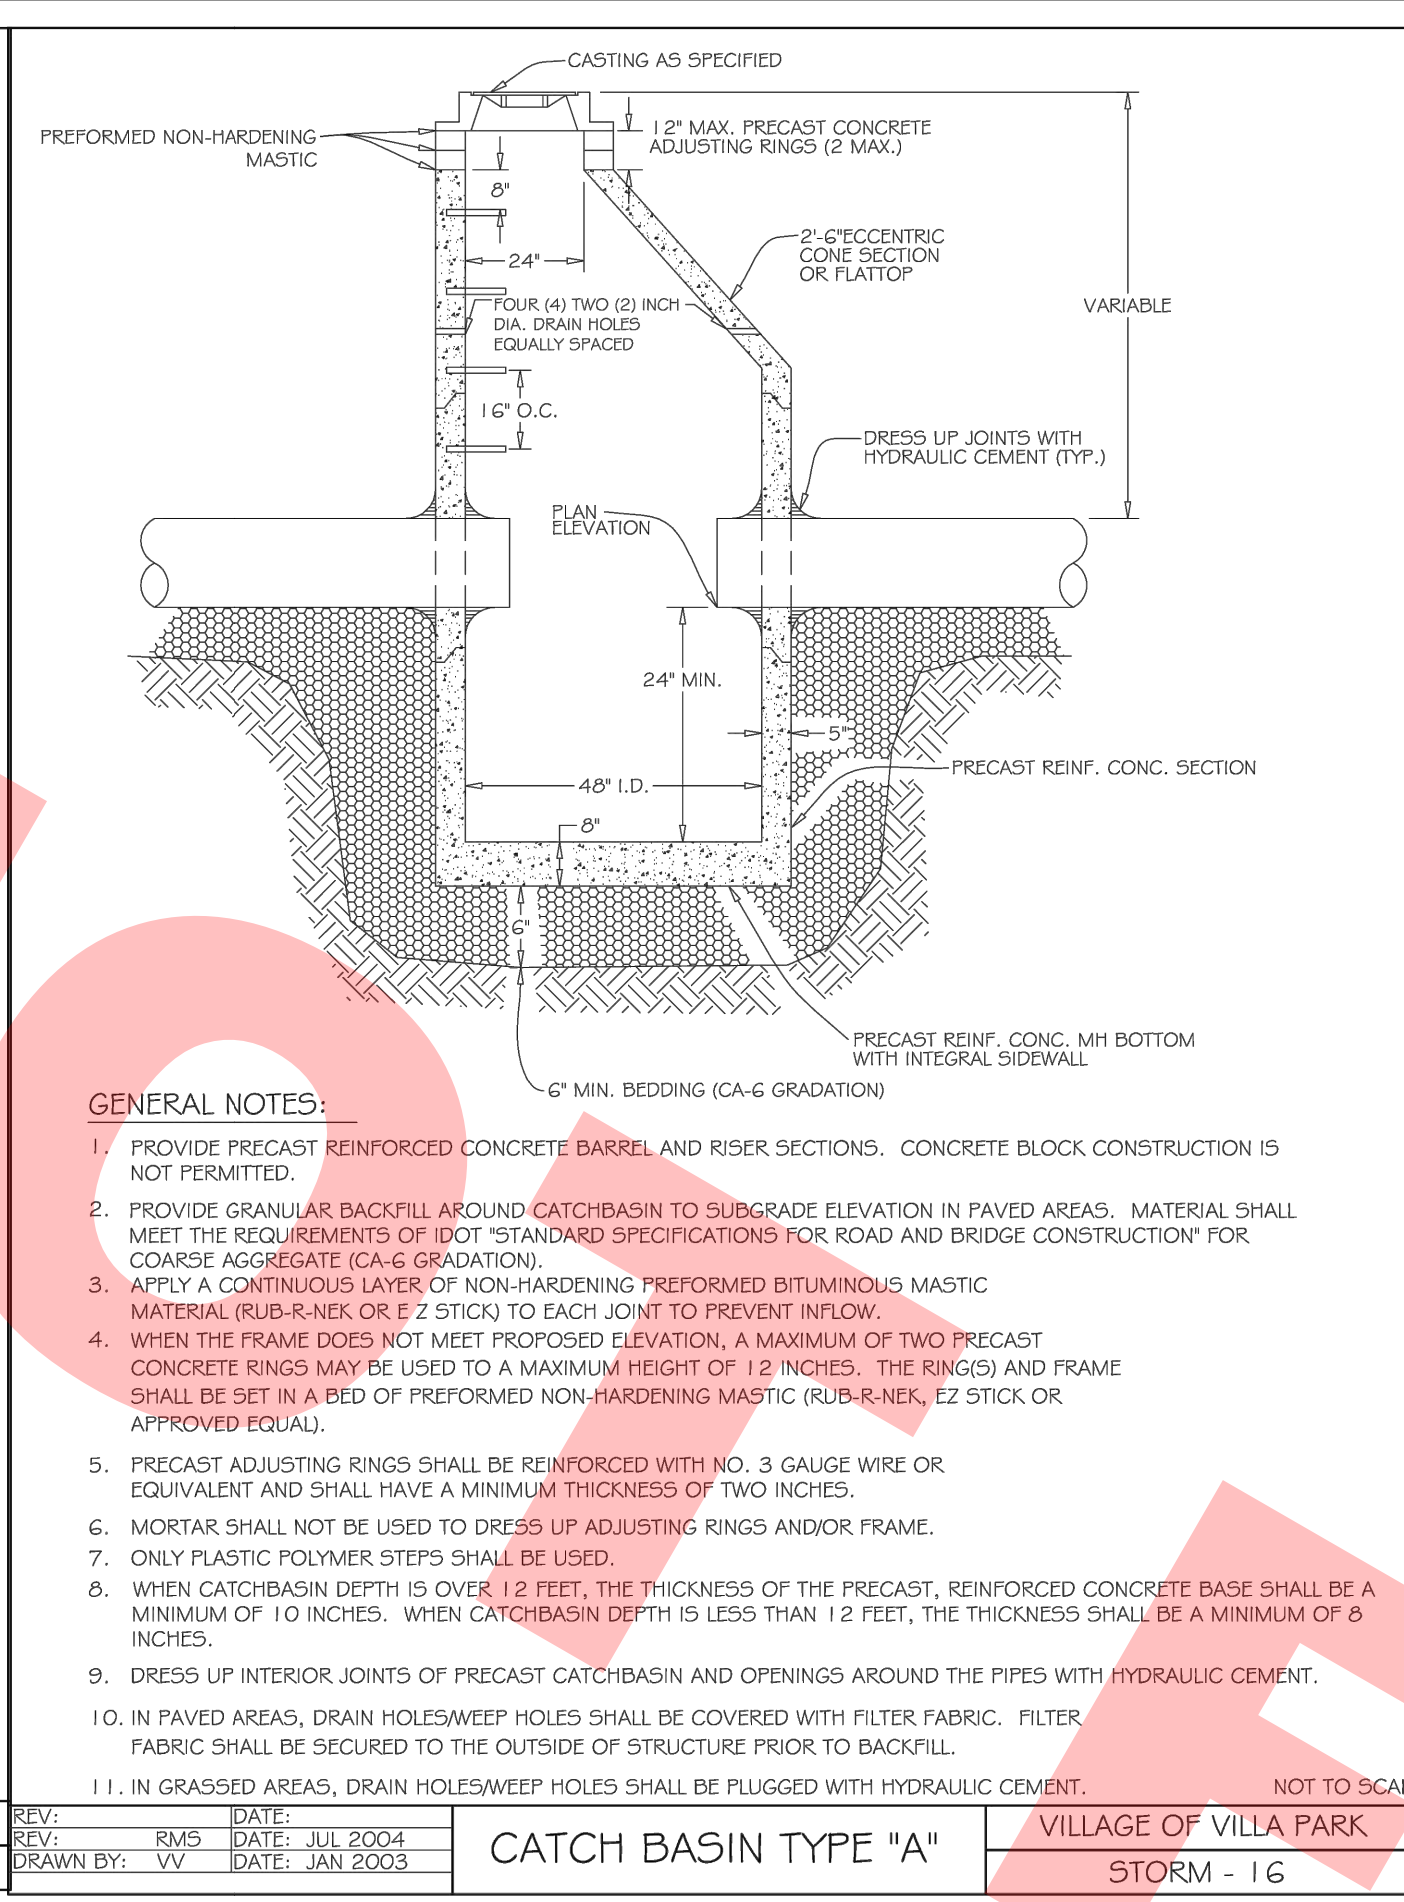 CASTING AS SPECIFIED
PREFORMED NON-HARDENING
MASTIC
12" MAX. PRECAST CONCRETE
ADJUSTING RINGS (2 MAX.)
8"
24"
2'-6"ECCENTRIC
CONE SECTION
OR FLATTOP
VARIABLE
FOUR (4) TWO (2) INCH
DIA. DRAIN HOLES
EQUALLY SPACED
16" O.C.
DRESS UP JOINTS WITH
HYDRAULIC CEMENT (TYP.)
PLAN
ELEVATION
24" MIN.
5"
PRECAST REINF. CONC. SECTION
48" I.D.
8"
6"
PRECAST REINF. CONC. MH BOTTOM
WITH INTEGRAL SIDEWALL
6" MIN. BEDDING (CA-6 GRADATION)
GENERAL NOTES:
1. PROVIDE PRECAST REINFORCED CONCRETE BARREL AND RISER SECTIONS. CONCRETE BLOCK CONSTRUCTION IS
NOT PERMITTED.
2. PROVIDE GRANULAR BACKFILL AROUND CATCHBASIN TO SUBGRADE ELEVATION IN PAVED AREAS. MATERIAL SHALL
MEET THE REQUIREMENTS OF IDOT "STANDARD SPECIFICATIONS FOR ROAD AND BRIDGE CONSTRUCTION" FOR
COARSE AGGREGATE (CA-6 GRADATION).
3. APPLY A CONTINUOUS LAYER OF NON-HARDENING PREFORMED BITUMINOUS MASTIC
MATERIAL (RUB-R-NEK OR E Z STICK) TO EACH JOINT TO PREVENT INFLOW.
4. WHEN THE FRAME DOES NOT MEET PROPOSED ELEVATION, A MAXIMUM OF TWO PRECAST
CONCRETE RINGS MAY BE USED TO A MAXIMUM HEIGHT OF 12 INCHES. THE RING(S) AND FRAME
SHALL BE SET IN A BED OF PREFORMED NON-HARDENING MASTIC (RUB-R-NEK, EZ STICK OR
APPROVED EQUAL).
5. PRECAST ADJUSTING RINGS SHALL BE REINFORCED WITH NO. 3 GAUGE WIRE OR
EQUIVALENT AND SHALL HAVE A MINIMUM THICKNESS OF TWO INCHES.
6. MORTAR SHALL NOT BE USED TO DRESS UP ADJUSTING RINGS AND/OR FRAME.
7. ONLY PLASTIC POLYMER STEPS SHALL BE USED.
8. WHEN CATCHBASIN DEPTH IS OVER 12 FEET, THE THICKNESS OF THE PRECAST, REINFORCED CONCRETE BASE SHALL BE A
MINIMUM OF 10 INCHES. WHEN CATCHBASIN DEPTH IS LESS THAN 12 FEET, THE THICKNESS SHALL BE A MINIMUM OF 8
INCHES.
9. DRESS UP INTERIOR JOINTS OF PRECAST CATCHBASIN AND OPENINGS AROUND THE PIPES WITH HYDRAULIC CEMENT.
10. IN PAVED AREAS, DRAIN HOLES/WEEP HOLES SHALL BE COVERED WITH FILTER FABRIC. FILTER
FABRIC SHALL BE SECURED TO THE OUTSIDE OF STRUCTURE PRIOR TO BACKFILL.
11. IN GRASSED AREAS, DRAIN HOLES/WEEP HOLES SHALL BE PLUGGED WITH HYDRAULIC CEMENT.
NOT TO
REV: DATE:
REV: RMS DATE: JUL 2004
DRAWN BY: VV DATE: JAN 2003
CATCH BASIN TYPE "A"
VILLAGE OF VILLA PARK
STORM - 16